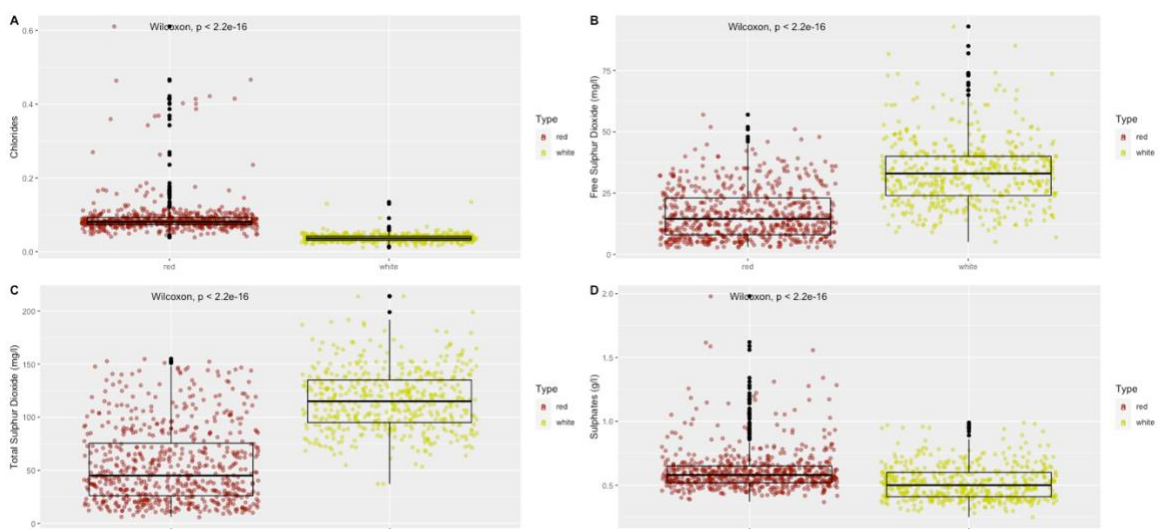 A
Wilcoxon, p < 2.2e-16
0.6
0.4
0.2
0.0
Chlorides
red
white
Type
a red
a white
B
Wilcoxon, p < 2.2e-16
75
50
25
0
Free Sulphur Dioxide (mg/l)
red
white
Type
a red
a white
C
Wilcoxon, p < 2.2e-16
200
150
100
50
0
Total Sulphur Dioxide (mg/l)
Type
a red
a white
D
Wilcoxon, p < 2.2e-16
2.0
1.5
1.0
0.5
Sulphates (g/l)
Type
a red
a white